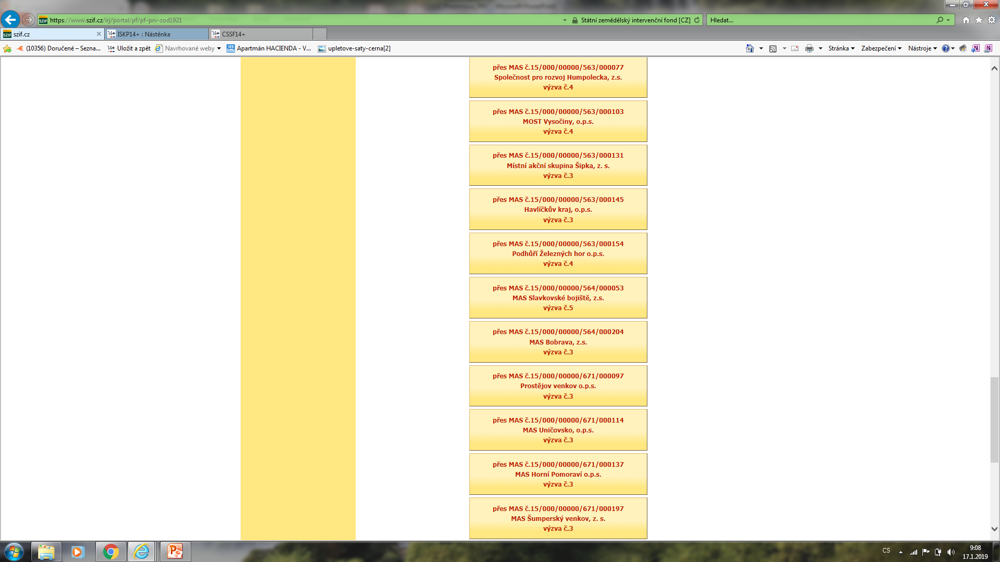 https://www.szif.cz/irj/portal/pf/pf-prv-zod1921
Státní zemědělský intervenční fond [CZ]
Hledat...
szif.cz
ISKP14+ : Nástěnka
CSSF14+
(10356) Doručené – Sezna...
Uložit a zpět
Navrhované weby
Apartmán HACIENDA - V...
upletove-saty-cerna[2]
Stránka
Zabezpečení
Nástroje
přes MAS č.15/000/00000/563/000077
Společnost pro rozvoj Humpolecka, z.s.
výzva č.4
přes MAS č.15/000/00000/563/000103
MOST Vysočiny, o.p.s.
výzva č.4
přes MAS č.15/000/00000/563/000131
Místní akční skupina Šipka, z. s.
výzva č.3
přes MAS č.15/000/00000/563/000145
Havlíčkův kraj, o.p.s.
výzva č.3
přes MAS č.15/000/00000/563/000154
Podhůří Železných hor o.p.s.
výzva č.4
přes MAS č.15/000/00000/564/000053
MAS Slavkovské bojiště, z.s.
výzva č.5
přes MAS č.15/000/00000/564/000204
MAS Bobrava, z.s.
výzva č.3
přes MAS č.15/000/00000/671/000097
Prostějov venkov o.p.s.
výzva č.3
přes MAS č.15/000/00000/671/000114
MAS Uničovsko, o.p.s.
výzva č.3
přes MAS č.15/000/00000/671/000137
MAS Horní Pomoraví o.p.s.
výzva č.3
přes MAS č.15/000/00000/671/000197
MAS Šumperský venkov, z. s.
výzva č.3
CS
9:08
17.1.2019